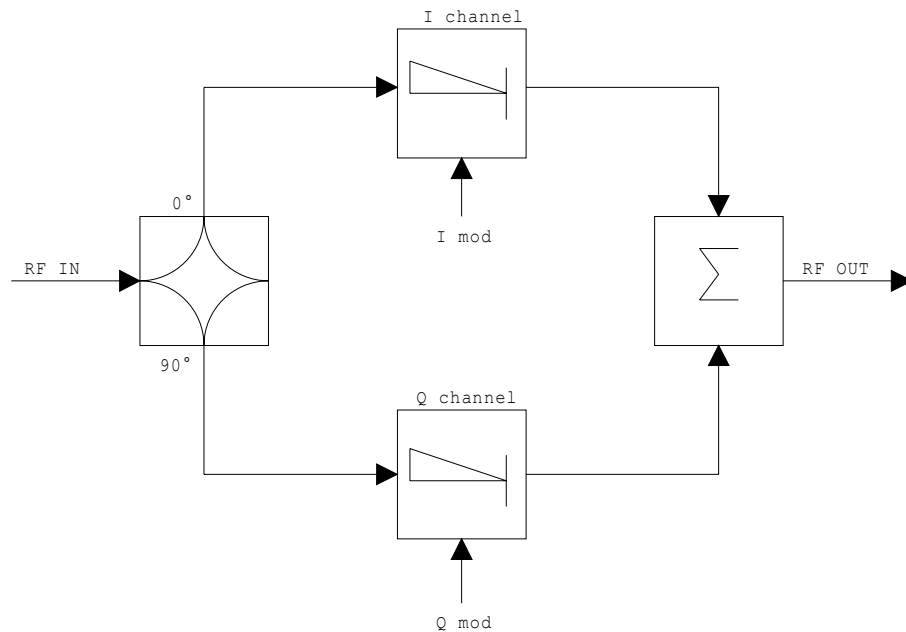 I channel
0°
I mod
RF IN
Σ
RF OUT
90°
Q channel
Q mod